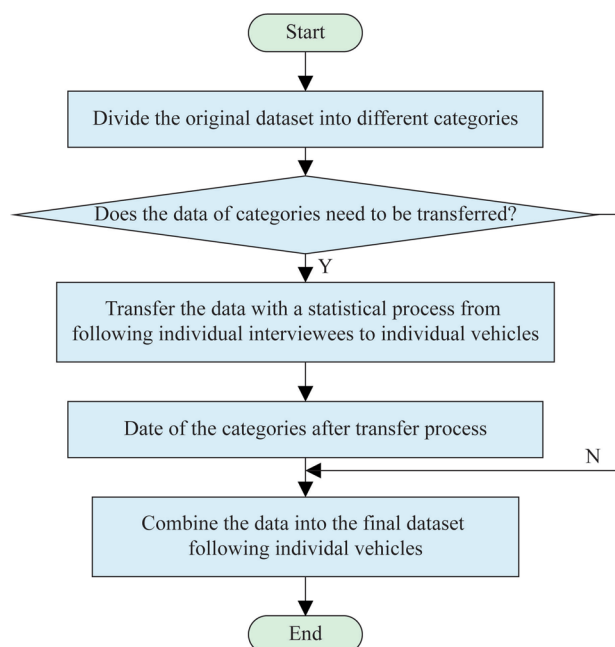 Start
Divide the original dataset into different categories
Does the data of categories need to be transferred?
Y
Transfer the data with a statistical process from
following individual interviewees to individual vehicles
Date of the categories after transfer process
N
Combine the data into the final dataset
following individal vehicles
End